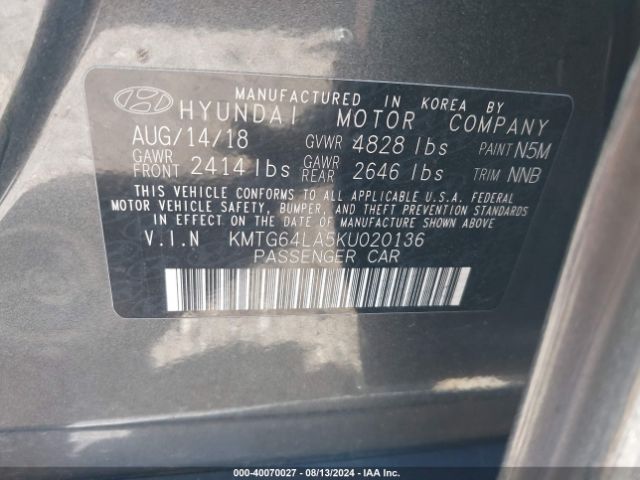 MANUFACTURED IN KOREA BY
HYUNDAI MOTOR COMPANY
AUG/14/18 GVWR 4828 lbs PAINT N5M
GAWR FRONT 2414 lbs GAWR REAR 2646 lbs TRIM NNB
THIS VEHICLE CONFORMS TO ALL APPLICABLE U.S.A. FEDERAL
MOTOR VEHICLE SAFETY, BUMPER, AND THEFT PREVENTION STANDARDS
IN EFFECT ON THE DATE OF MANUFACTURE SHOWN ABOVE
V.I.N KMTG64LA5KU020136
PASSENGER CAR
000-40070027 - 08/13/2024 - IAA Inc.